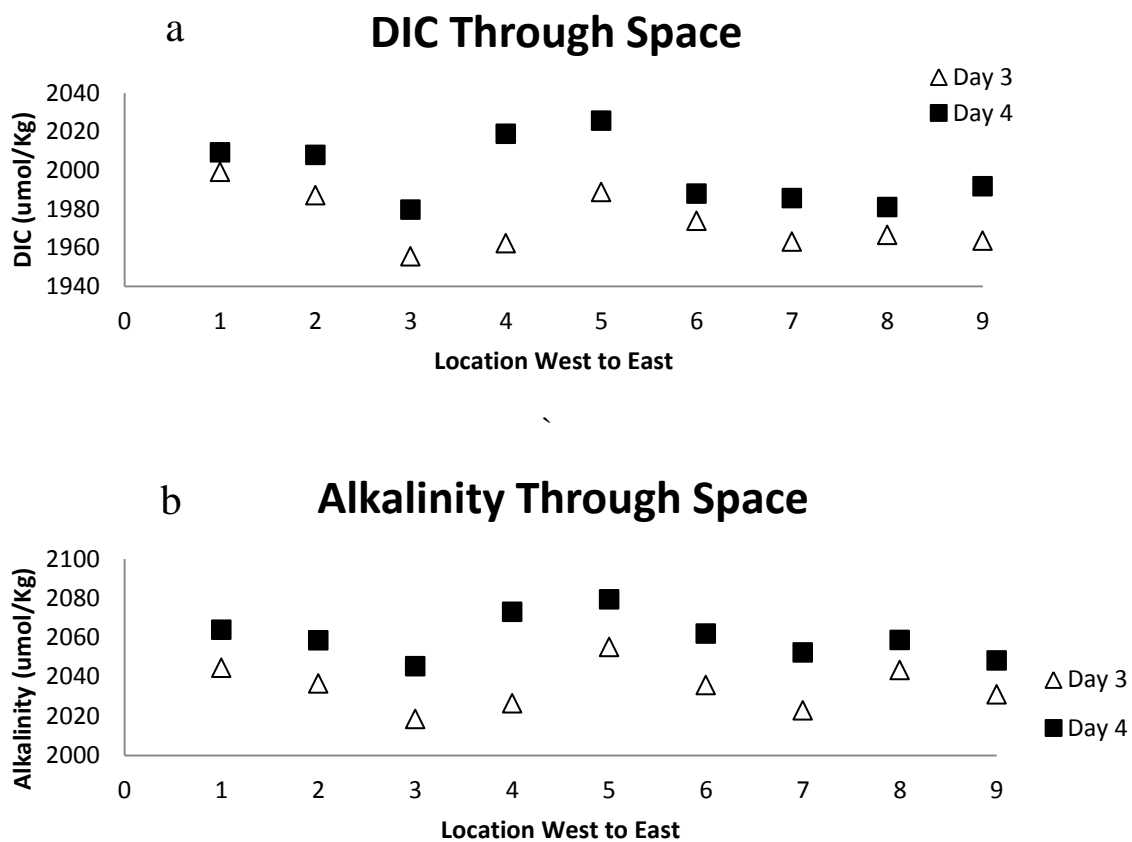 a
DIC Through Space
Day 3
Day 4
DIC (umol/Kg)
2040
2020
2000
1980
1960
1940
0 1 2 3 4 5 6 7 8 9
Location West to East
`
b
Alkalinity Through Space
Alkalinity (umol/Kg)
2100
2080
2060
2040
2020
2000
Day 3
Day 4
0 1 2 3 4 5 6 7 8 9
Location West to East